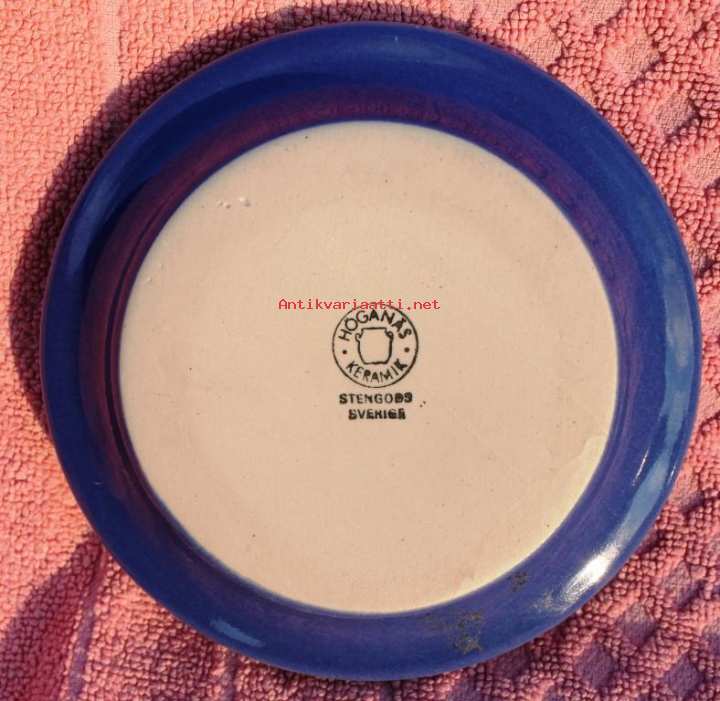 Antikvariaatti.net
HÖGANÄS
KERAMIK
STENGODS
SVERIGE